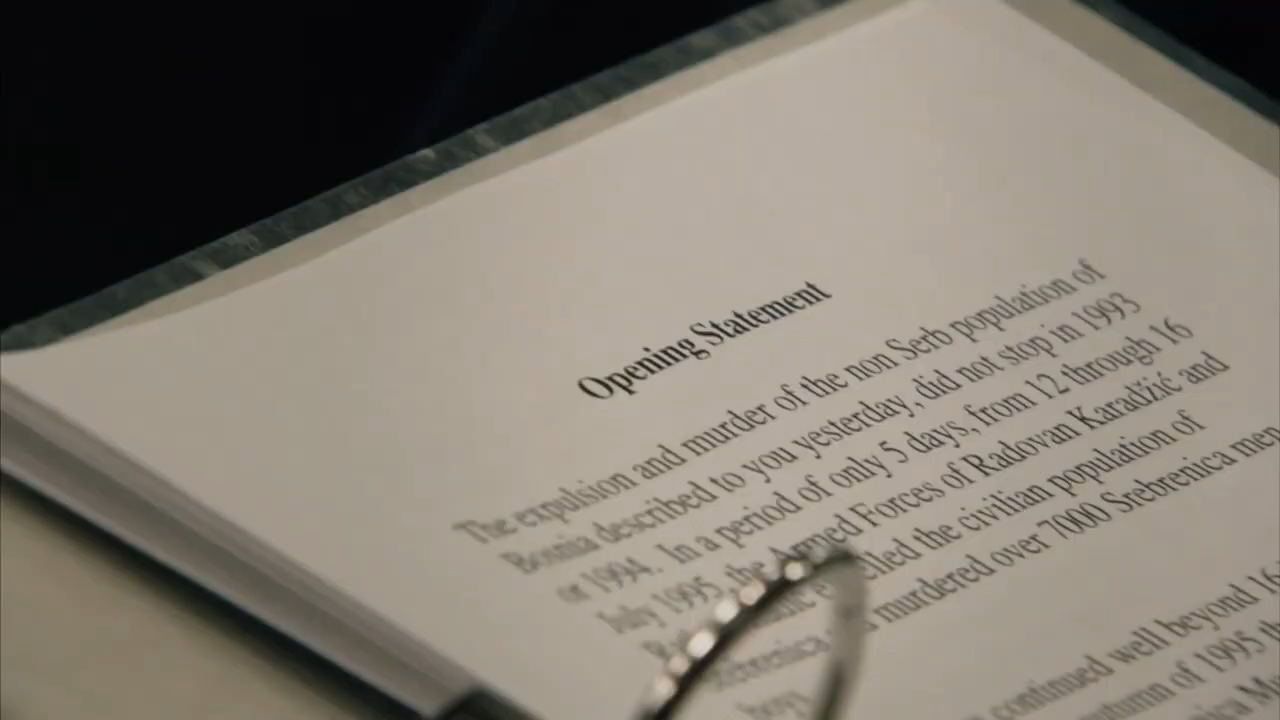 Opening Statement
The expulsion and murder of the non Serb population of
Bosnia described to you yesterday, did not stop in 1993
or 1994. In a period of only 5 days, from 12 through 16
July 1995, the Armed Forces of Radovan Karadžić and
the civilian population of
murdered over 7000 Srebrenica men
boys.
continued well beyond 16
of 1995